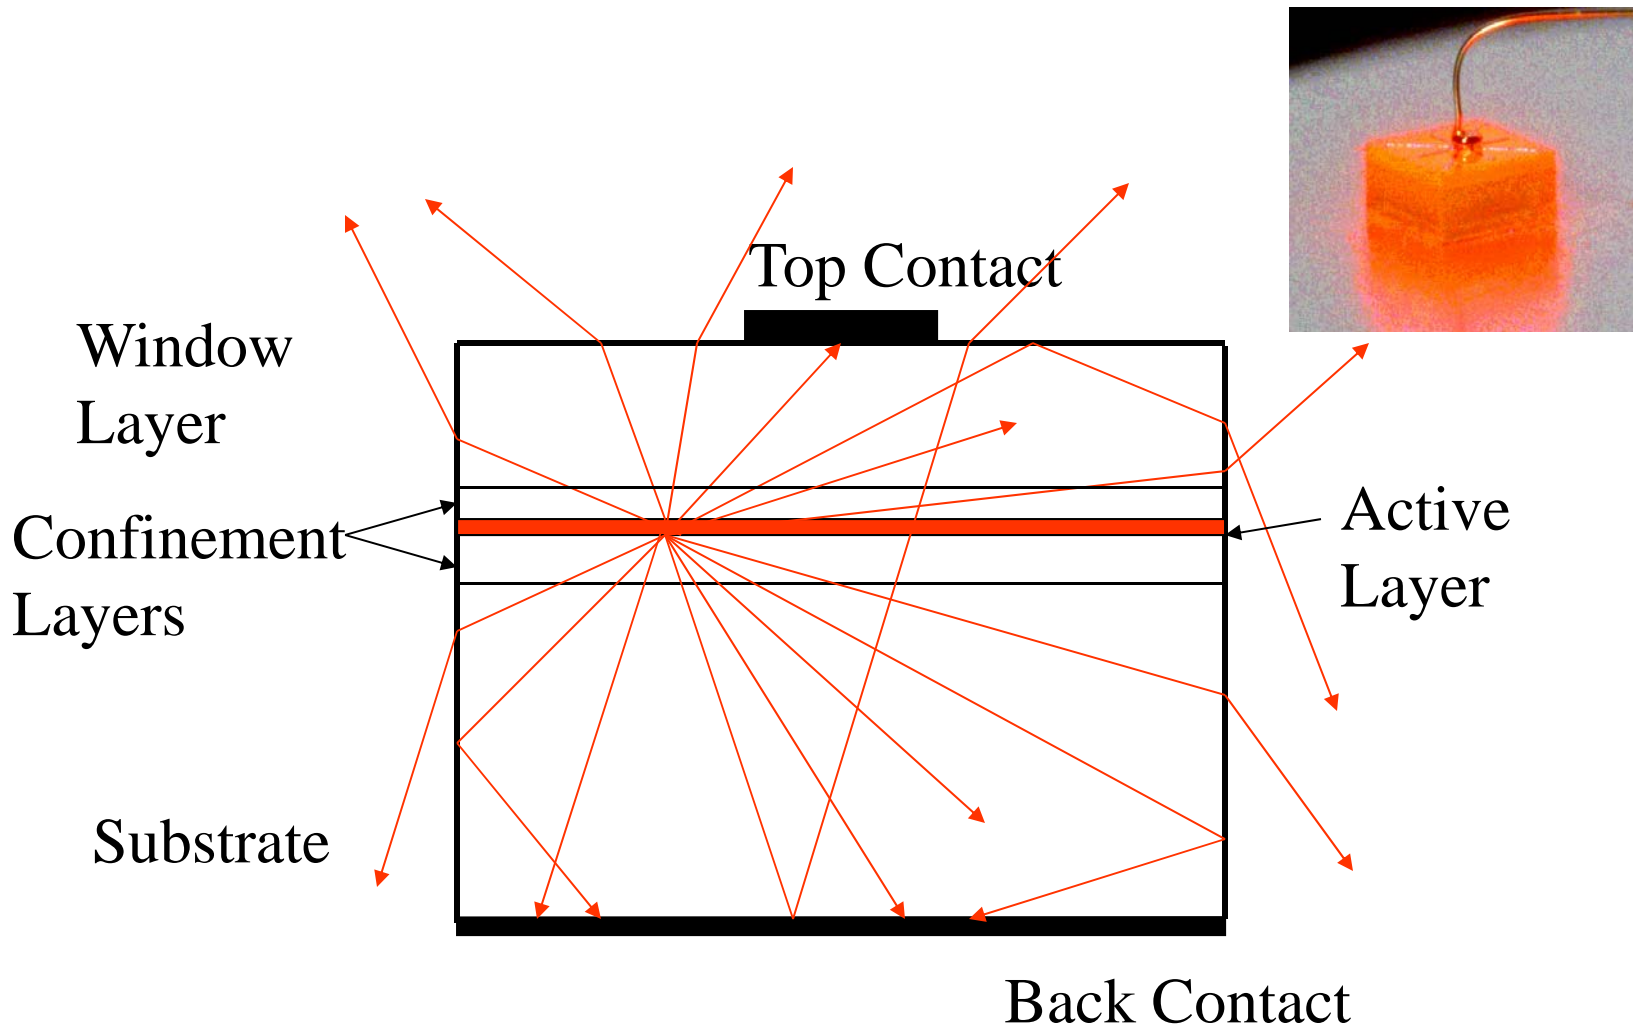 Top Contact
Window
Layer
Confinement
Layers
Active
Layer
Substrate
Back Contact